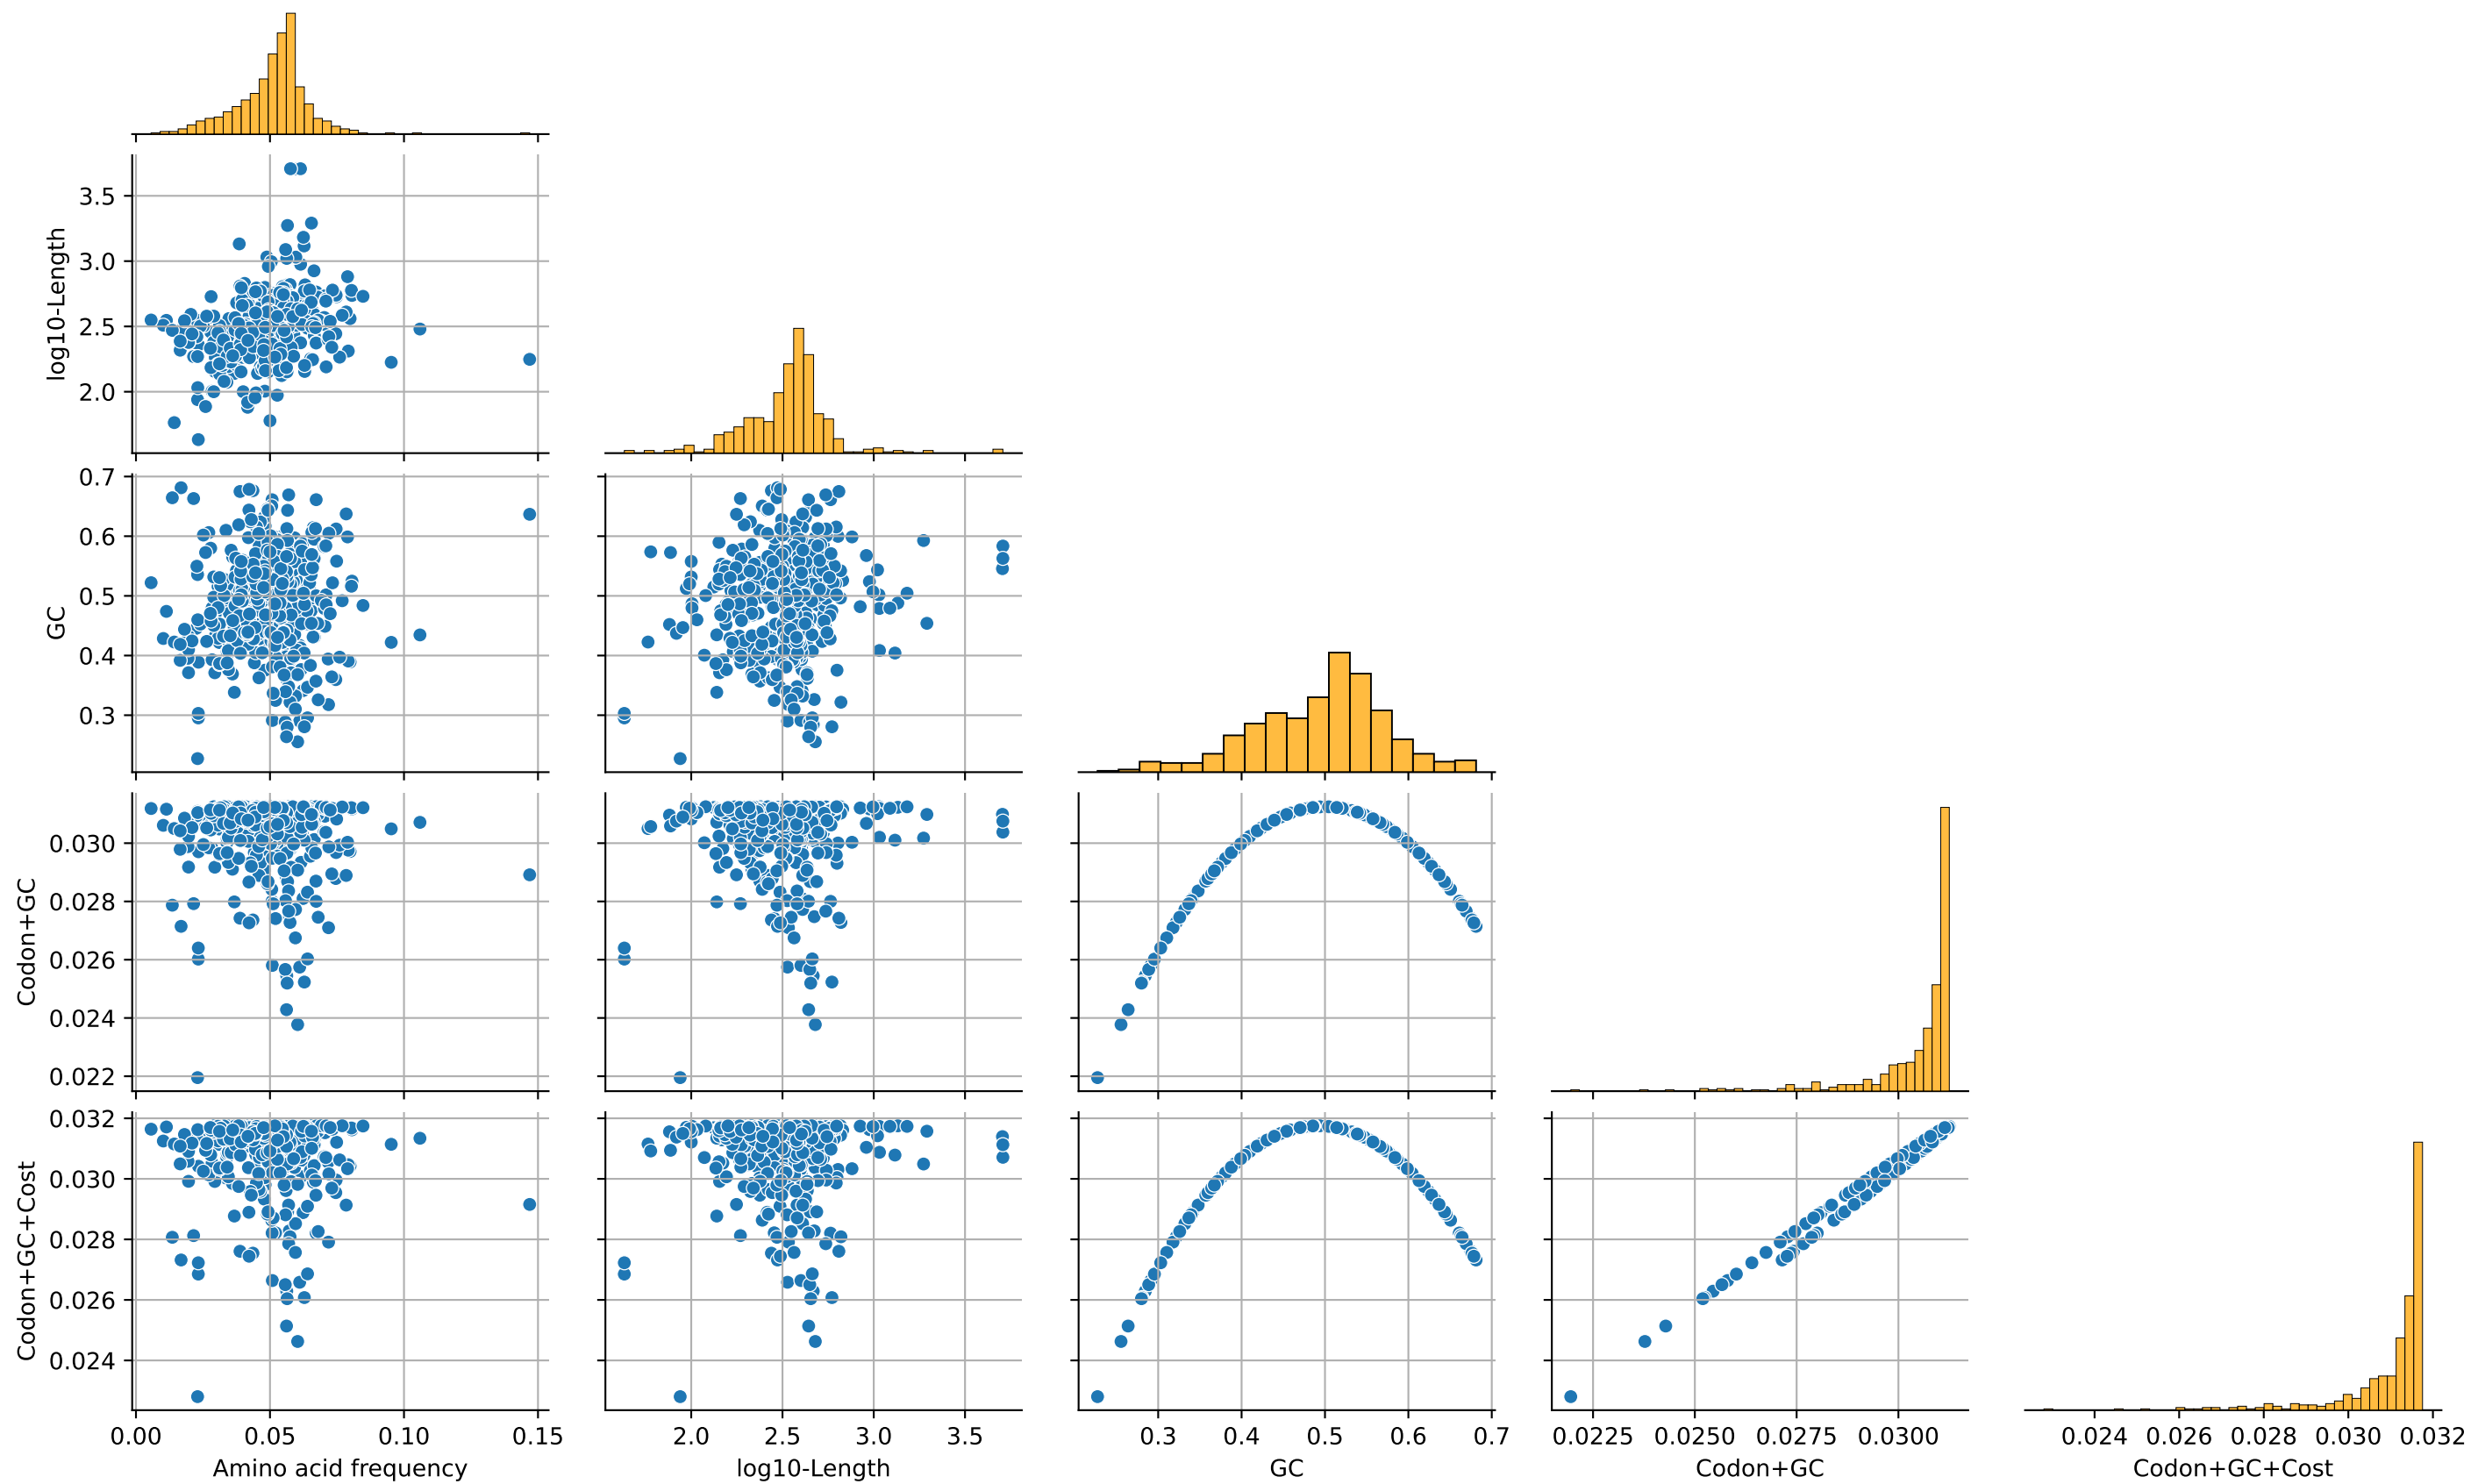 3.5
3.0
2.5
2.0
log10-Length
0.7
0.6
0.5
0.4
0.3
GC
0.030
0.028
0.026
0.024
0.022
Codon+GC
0.032
0.030
0.028
0.026
0.024
Codon+GC+Cost
0.00 0.05 0.10 0.15
Amino acid frequency
2.0 2.5 3.0 3.5
log10-Length
0.3 0.4 0.5 0.6 0.7
GC
0.0225 0.0250 0.0275 0.0300
Codon+GC
0.024 0.026 0.028 0.030 0.032
Codon+GC+Cost